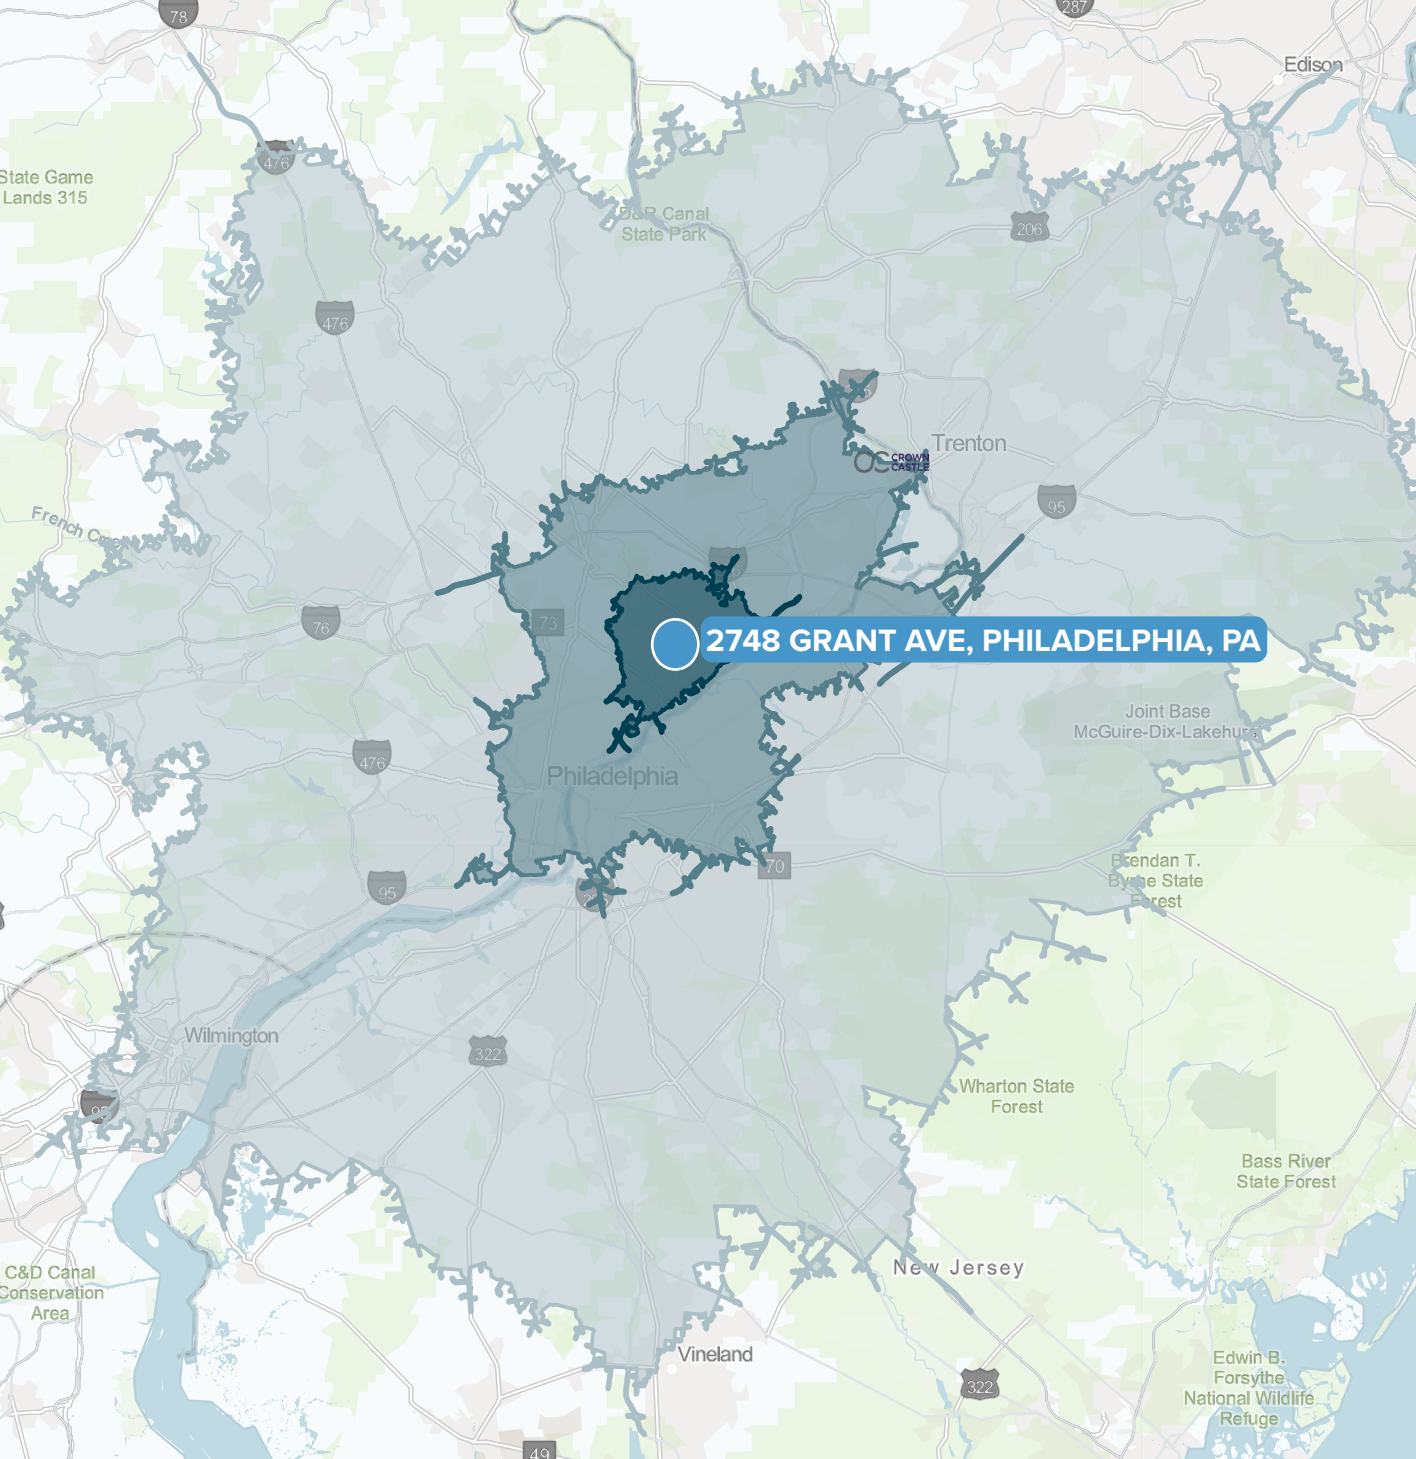 78
287
Edison
476
State Game
Lands 315
D&R Canal
State Park
206
476
Trenton
CROWN
CASTLE
95
French
76
73
2748 GRANT AVE, PHILADELPHIA, PA
Joint Base
McGuire-Dix-Lakehurst
476
Philadelphia
95
70
Brendan T.
Byrne State
Forest
Wilmington
322
Wharton State
Forest
Bass River
State Forest
New Jersey
C&D Canal
Conservation
Area
Vineland
322
Edwin B.
Forsythe
National Wildlife
Refuge
49